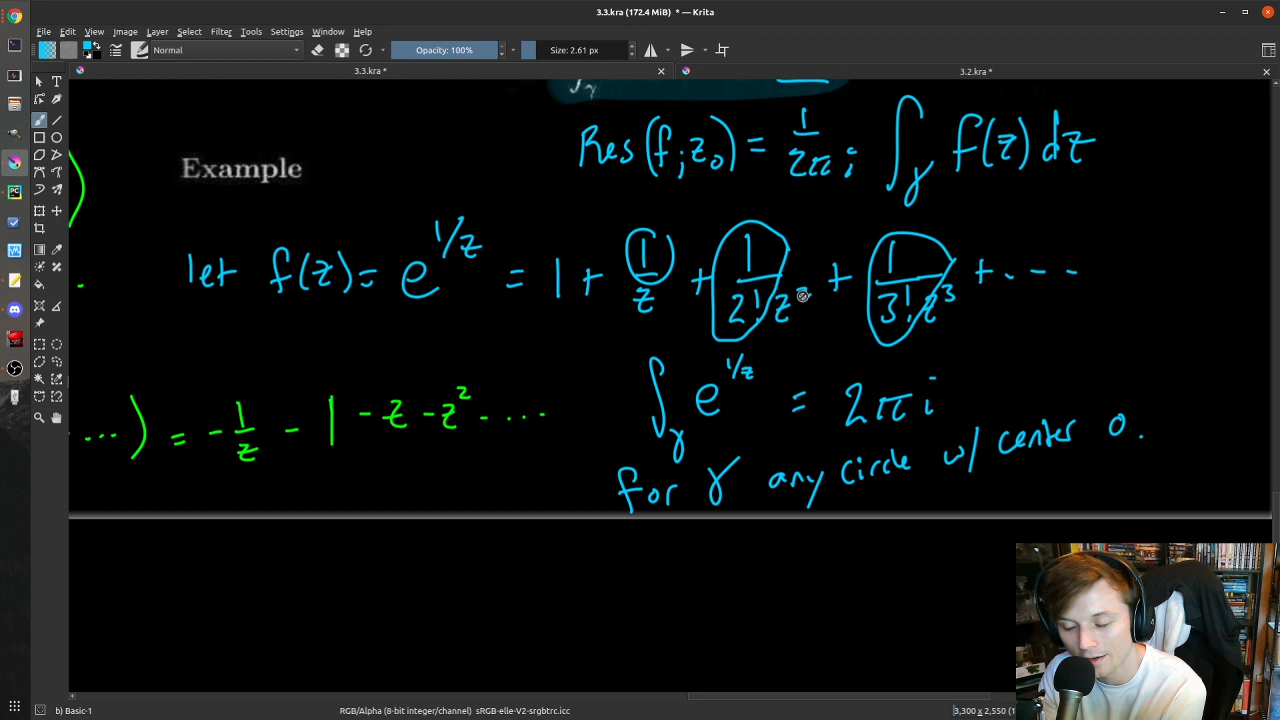 3.3.kra (172.4 MiB) * — Krita
File Edit View Image Layer Select Filter Tools Settings Window Help
Normal Opacity: 100% Size: 2.61 px
3.3.kra * 3.2.kra *
∫γ
Res(f;z₀) = 1/2πi ∫γ f(z) dz
Example
let f(z) = e^1/z = 1 + 1/z + 1/2!z² + 1/3!z³ + ...
∫γ e^1/z = 2πi
...) = -1/z - 1 - z - z² - ....
for γ any circle w/ center 0.
b) Basic-1 RGB/Alpha (8-bit integer/channel) sRGB-elle-V2-srgbtrc.icc 3,300 x 2,550 (1